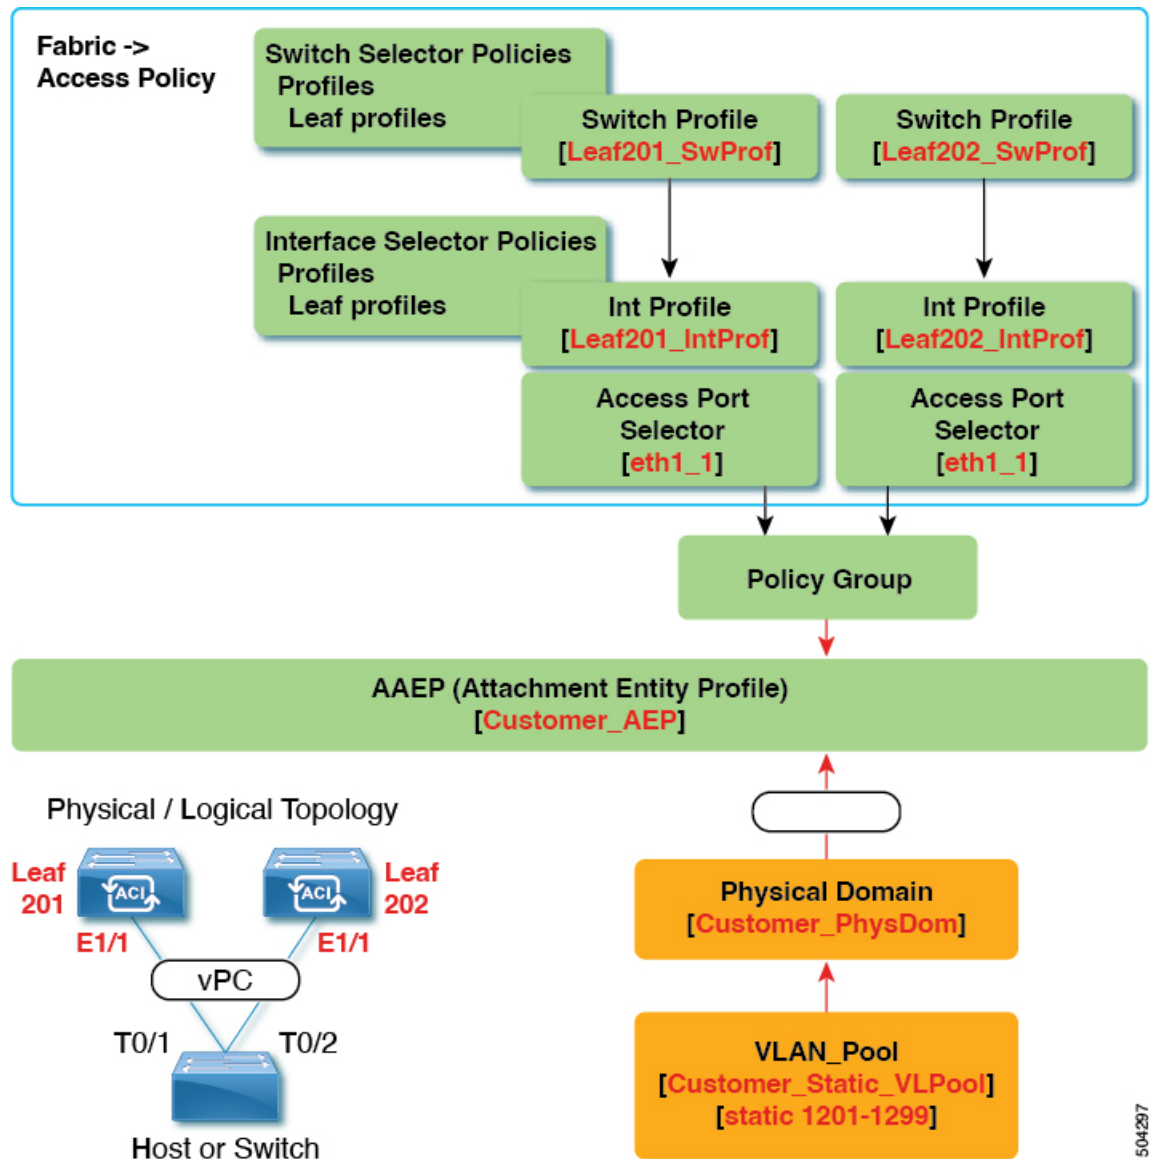 Fabric ->
Access Policy
Switch Selector Policies
Profiles
Leaf profiles
Switch Profile
[Leaf201_SwProf]
Switch Profile
[Leaf202_SwProf]
Interface Selector Policies
Profiles
Leaf profiles
Int Profile
[Leaf201_IntProf]
Int Profile
[Leaf202_IntProf]
Access Port
Selector
[eth1_1]
Access Port
Selector
[eth1_1]
Policy Group
AAEP (Attachment Entity Profile)
[Customer_AEP]
Physical / Logical Topology
Leaf
201
ACI
ACI
Leaf
202
E1/1
E1/1
vPC
T0/1
T0/2
Host or Switch
Physical Domain
[Customer_PhysDom]
VLAN_Pool
[Customer_Static_VLPool]
[static 1201-1299]
504297